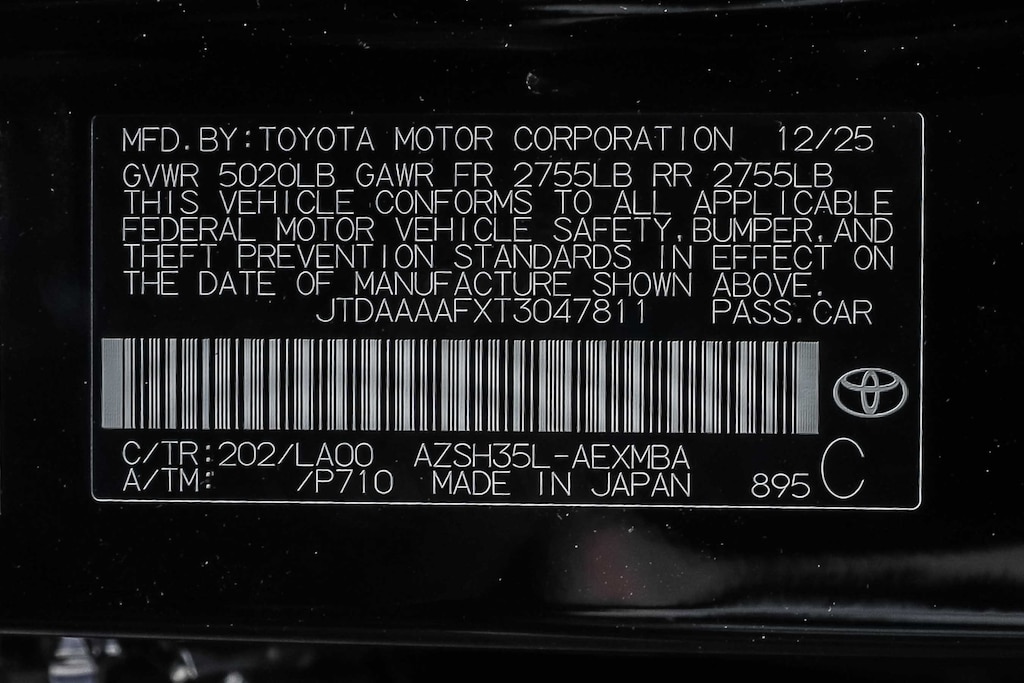 MFD. BY: TOYOTA MOTOR CORPORATION 12/25
GVWR 5020LB GAWR FR 2755LB RR 2755LB
THIS VEHICLE CONFORMS TO ALL APPLICABLE
FEDERAL MOTOR VEHICLE SAFETY, BUMPER, AND
THEFT PREVENTION STANDARDS IN EFFECT ON
THE DATE OF MANUFACTURE SHOWN ABOVE.
JTDAAAAFXT3047811 PASS. CAR
C/TR: 202/LA00 AZSH35L-AEXMBA
A/TM: /P710 MADE IN JAPAN 895 C